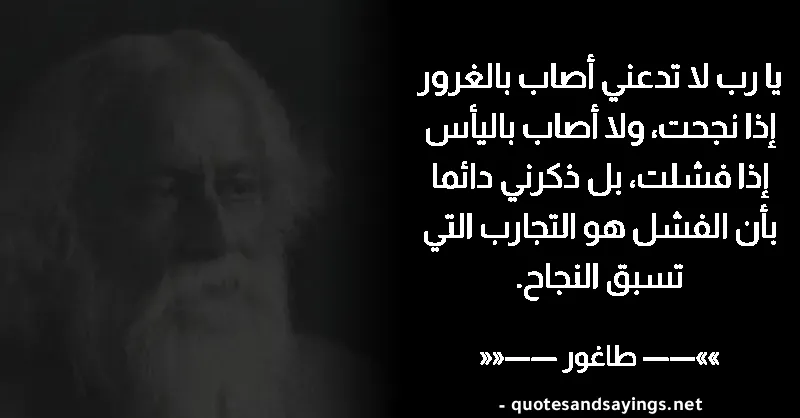 يا رب لا تدعني أصاب بالغرور
إذا نجحت، ولا أصاب باليأس
إذا فشلت، بل ذكرني دائما
بأن الفشل هو التجارب التي
تسبق النجاح.
»»—— طاغور ——««
- quotesandsayings.net